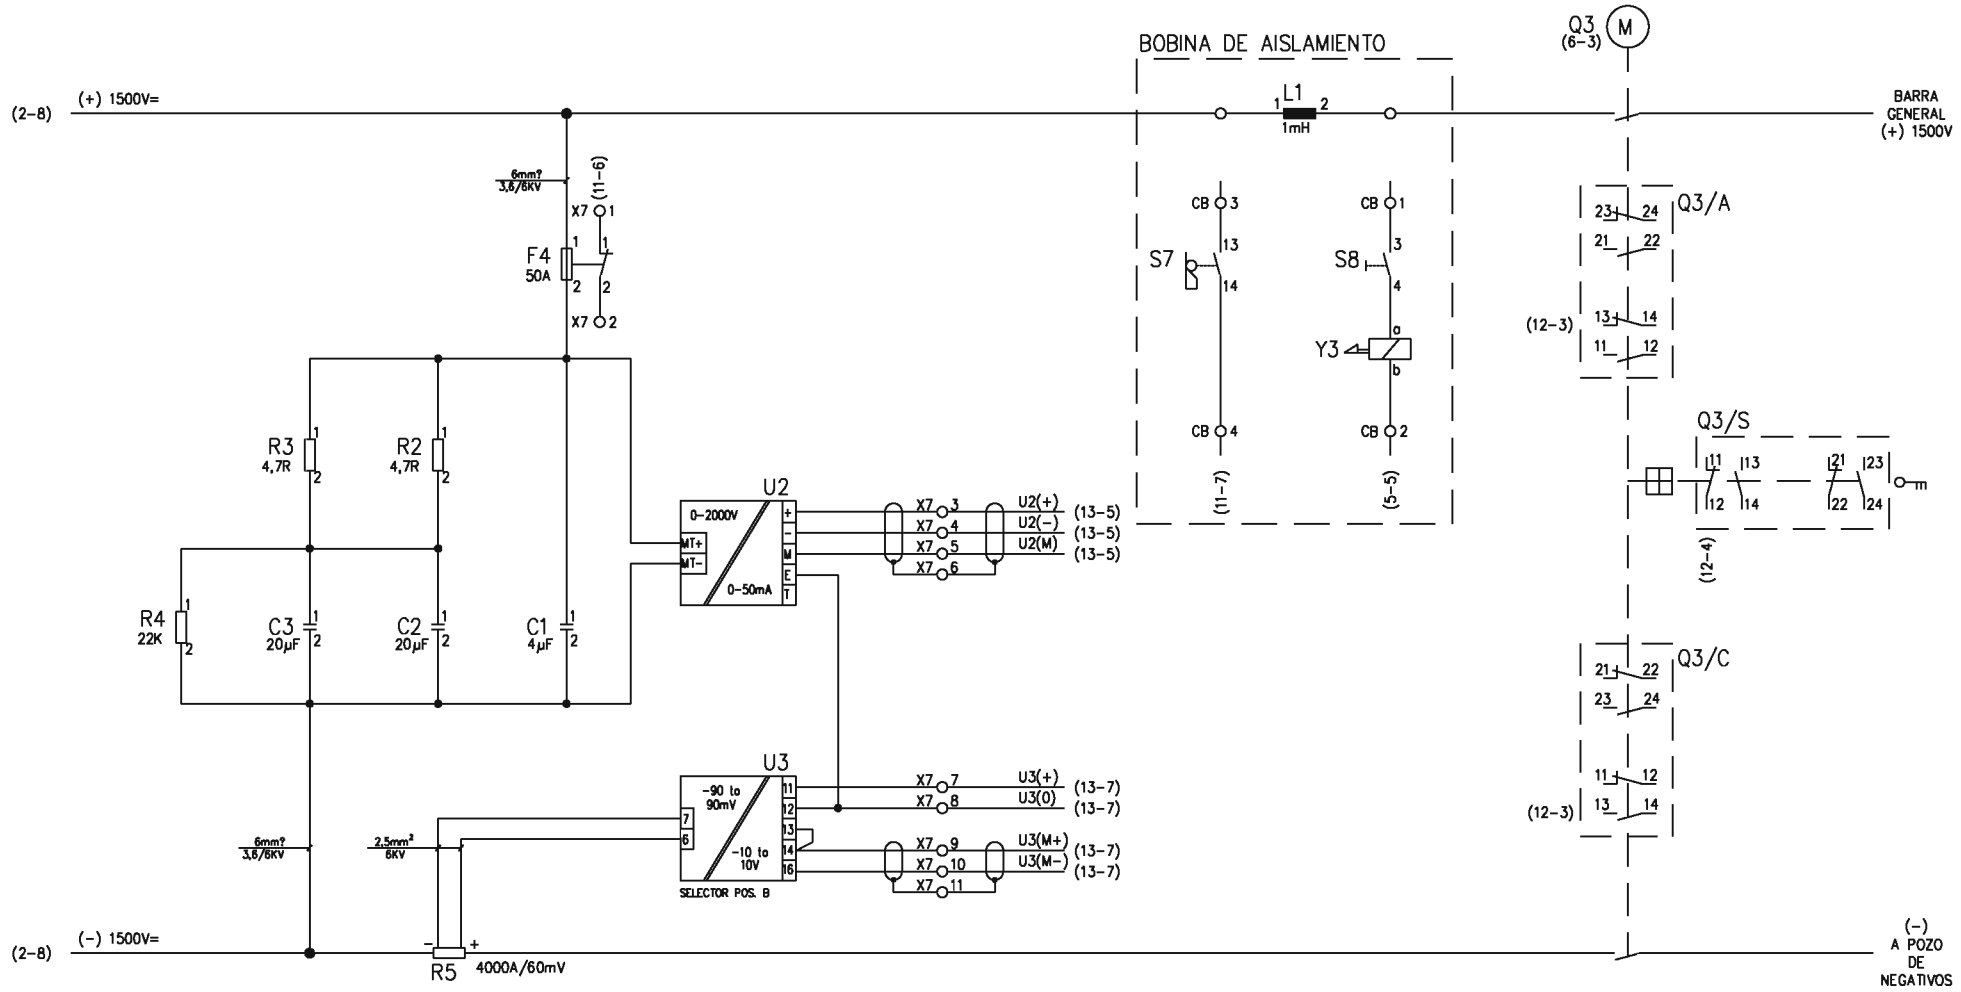 Q3
(6-3)
M
BOBINA DE AISLAMIENTO
(2-8)
(+) 1500V=
1
L1
2
1mH
BARRA
GENERAL
(+) 1500V
6mm?
3,6/6KV
(11-6)
X7 1
F4
50A
1
2
1
2
X7 2
CB 3
13
S7
14
CB 4
(11-7)
CB 1
3
S8
4
a
Y3
b
CB 2
(5-5)
Q3/A
23 24
21 22
(12-3)
13 14
11 12
Q3/S
11 13 21 23
12 14 22 24
m
(12-4)
R3
4,7R
1
2
R2
4,7R
1
2
R4
22K
1
2
C3
20µF
1
2
C2
20µF
1
2
C1
4µF
1
2
U2
0-2000V
MT+
MT-
0-50mA
+
-
M
E
T
X7 3 U2(+) (13-5)
X7 4 U2(-) (13-5)
X7 5 U2(M) (13-5)
X7 6
Q3/C
21 22
23 24
11 12
(12-3)
13 14
U3
-90 to
90mV
7
6
-10 to
10V
11
12
13
14
16
SELECTOR POS. B
X7 7 U3(+) (13-7)
X7 8 U3(0) (13-7)
X7 9 U3(M+) (13-7)
X7 10 U3(M-) (13-7)
X7 11
6mm?
3,6/6KV
2,5mm²
6KV
(2-8)
(-) 1500V=
- +
R5
4000A/60mV
(-)
A POZO
DE
NEGATIVOS